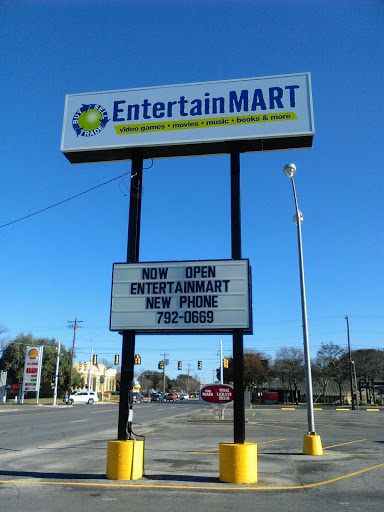 BUY SELL TRADE
EntertainMART
video games • movies • music • books & more
NOW OPEN
ENTERTAINMART
NEW PHONE
792-0669